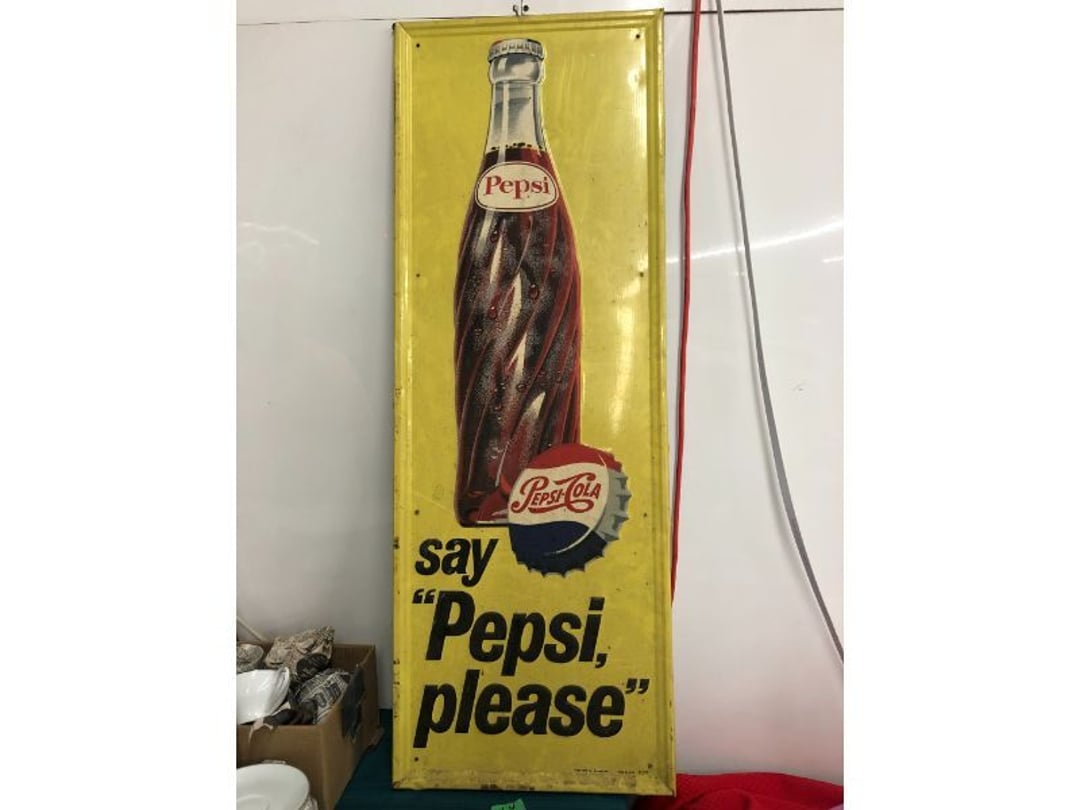 Pepsi
PEPSI-COLA
say
“Pepsi,
please”